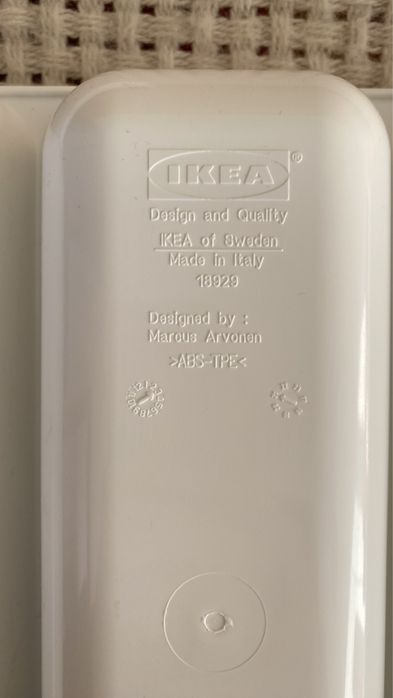 IKEA®
Design and Quality
IKEA of Sweden
Made in Italy
18929
Designed by :
Marcus Arvonen
>ABS-TPE<